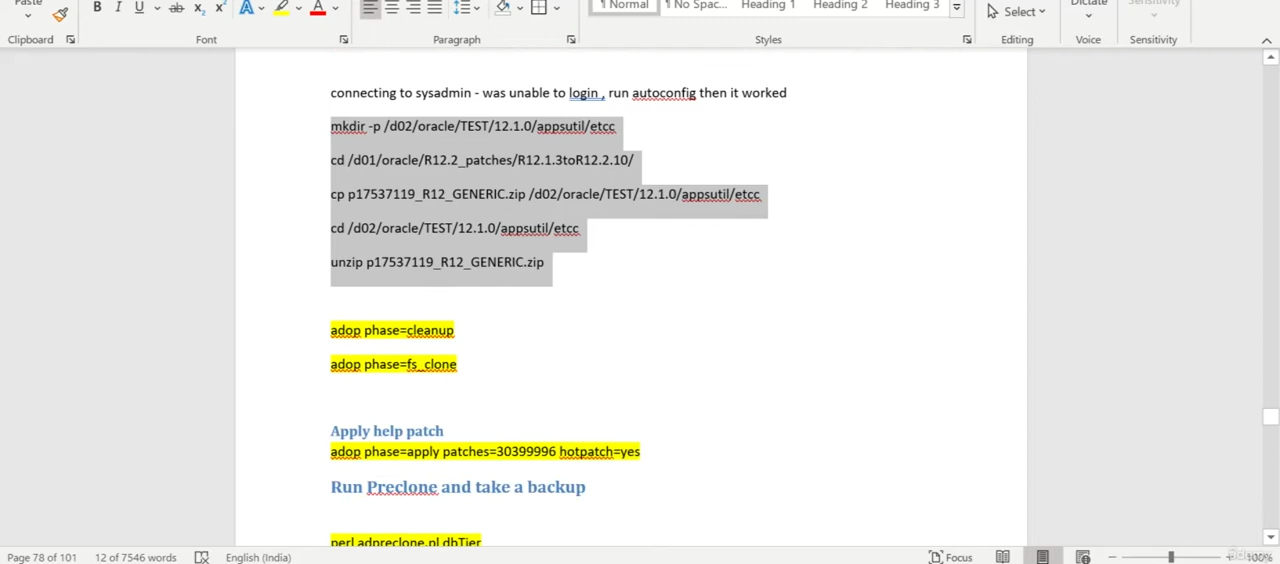 Paste
B I U ab x₂ x² A A
¶ Normal ¶ No Spac... Heading 1 Heading 2 Heading 3
Select
Dictate
Sensitivity
Clipboard Font Paragraph Styles Editing Voice Sensitivity
connecting to sysadmin - was unable to login , run autoconfig then it worked
mkdir -p /d02/oracle/TEST/12.1.0/appsutil/etcc
cd /d01/oracle/R12.2_patches/R12.1.3toR12.2.10/
cp p17537119_R12_GENERIC.zip /d02/oracle/TEST/12.1.0/appsutil/etcc
cd /d02/oracle/TEST/12.1.0/appsutil/etcc
unzip p17537119_R12_GENERIC.zip
adop phase=cleanup
adop phase=fs_clone
Apply help patch
adop phase=apply patches=30399996 hotpatch=yes
Run Preclone and take a backup
perl adpreclone.pl dbTier
Page 78 of 101 12 of 7546 words English (India) Focus 100%